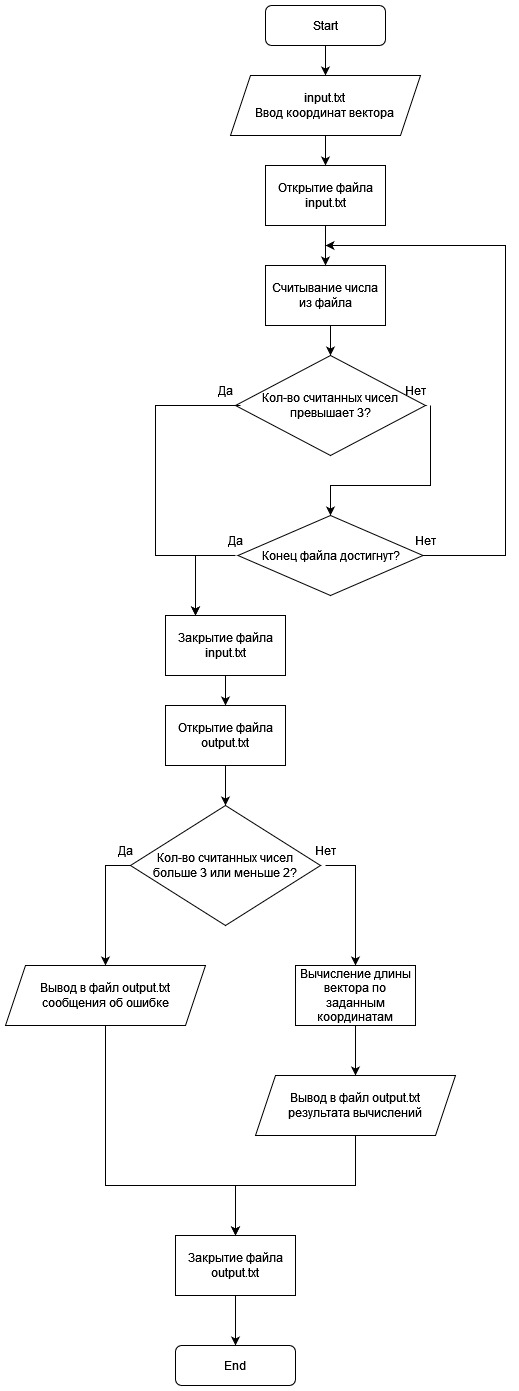 Start
input.txt
Ввод координат вектора
Открытие файла
input.txt
Считывание числа
из файла
Да
Нет
Кол-во считанных чисел
превышает 3?
Да
Нет
Конец файла достигнут?
Закрытие файла
input.txt
Открытие файла
output.txt
Да
Нет
Кол-во считанных чисел
больше 3 или меньше 2?
Вывод в файл output.txt
сообщения об ошибке
Вычисление длины
вектора по
заданным
координатам
Вывод в файл output.txt
результата вычислений
Закрытие файла
output.txt
End